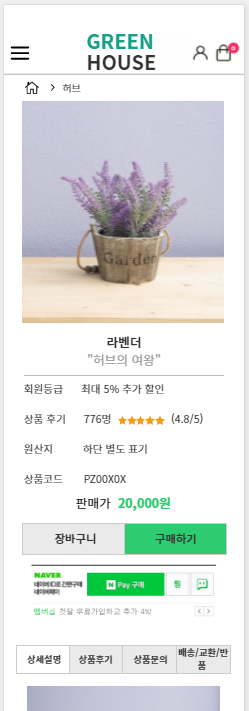 GREEN
HOUSE
0
허브
Garden
라벤더
"허브의 여왕"
회원등급 최대 5% 추가 할인
상품 후기 776명 ★★★★★ (4.8/5)
원산지 하단 별도 표기
상품코드 PZ00X0X
판매가 20,000원
장바구니 구매하기
NAVER
네이버ID로 간편구매
네이버페이
N Pay 구매 찜
멤버십 첫달 무료가입하고 추가 4%!
상세설명 상품후기 상품문의 배송/교환/반품